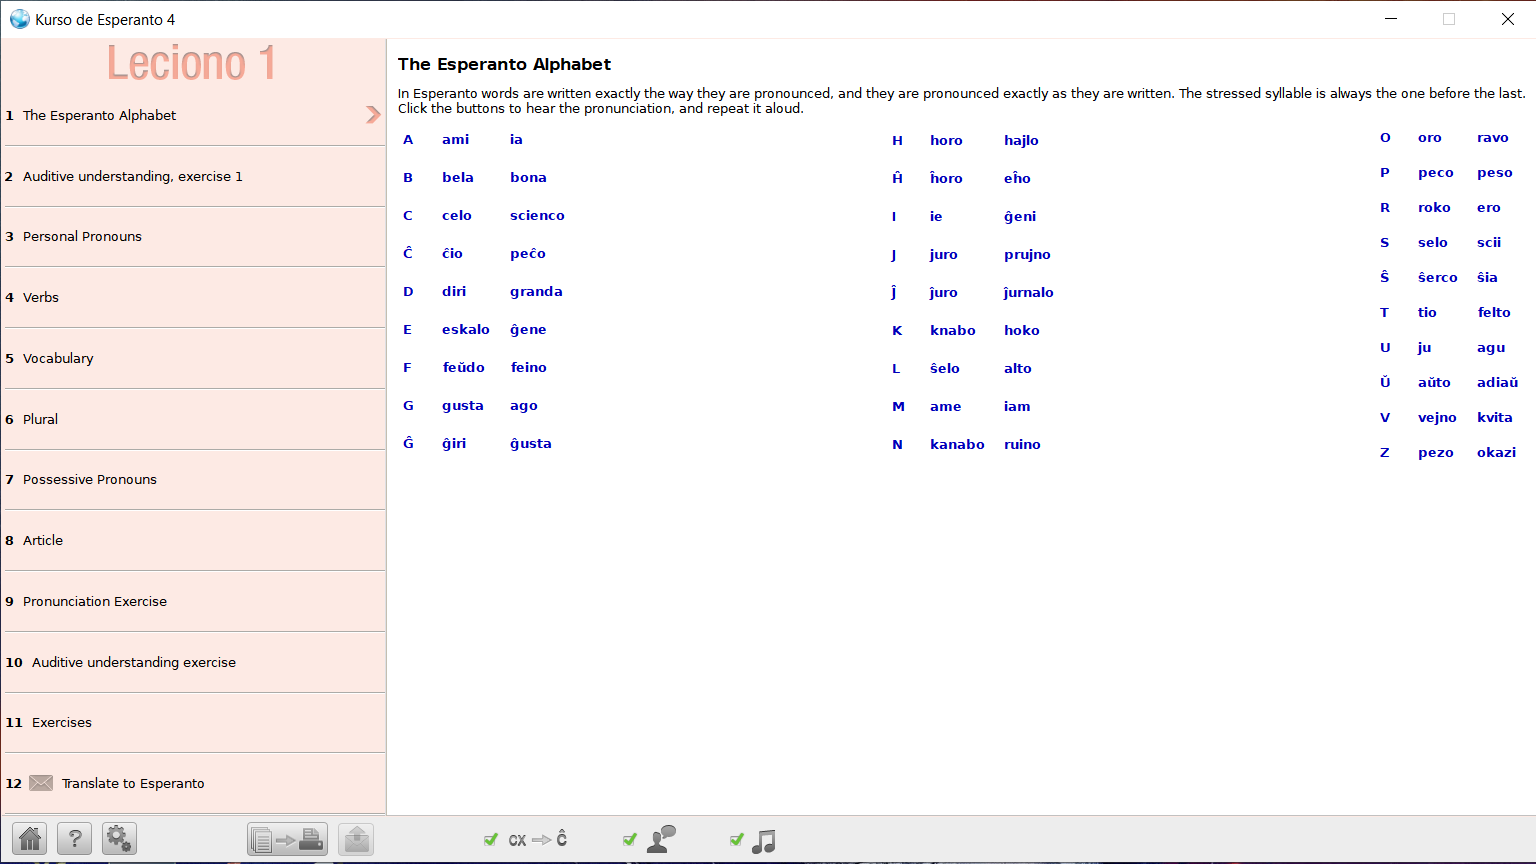 Kurso de Esperanto 4
Leciono 1
1 The Esperanto Alphabet
2 Auditive understanding, exercise 1
3 Personal Pronouns
4 Verbs
5 Vocabulary
6 Plural
7 Possessive Pronouns
8 Article
9 Pronunciation Exercise
10 Auditive understanding exercise
11 Exercises
12 Translate to Esperanto
The Esperanto Alphabet
In Esperanto words are written exactly the way they are pronounced, and they are pronounced exactly as they are written. The stressed syllable is always the one before the last.
Click the buttons to hear the pronunciation, and repeat it aloud.
A ami ia
B bela bona
C celo scienco
Ĉ ĉio peĉo
D diri granda
E eskalo ĝene
F feŭdo feino
G gusta ago
Ĝ ĝiri ĝusta
H horo hajlo
Ĥ ĥoro eĥo
I ie ĝeni
J juro prujno
Ĵ ĵuro ĵurnalo
K knabo hoko
L ŝelo alto
M ame iam
N kanabo ruino
O oro ravo
P peco peso
R roko ero
S selo scii
Ŝ ŝerco ŝia
T tio felto
U ju agu
Ŭ aŭto adiaŭ
V vejno kvita
Z pezo okazi
? cx Ĉ